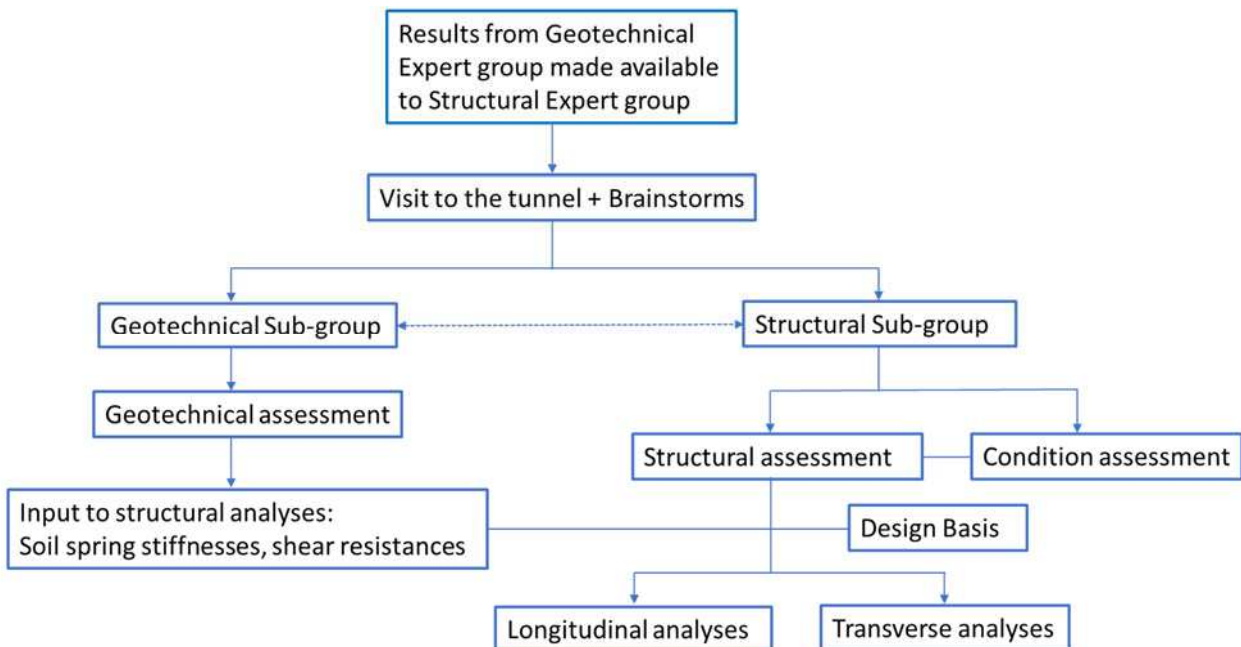 Results from Geotechnical
Expert group made available
to Structural Expert group
Visit to the tunnel + Brainstorms
Geotechnical Sub-group
Structural Sub-group
Geotechnical assessment
Structural assessment
Condition assessment
Input to structural analyses:
Soil spring stiffnesses, shear resistances
Design Basis
Longitudinal analyses
Transverse analyses